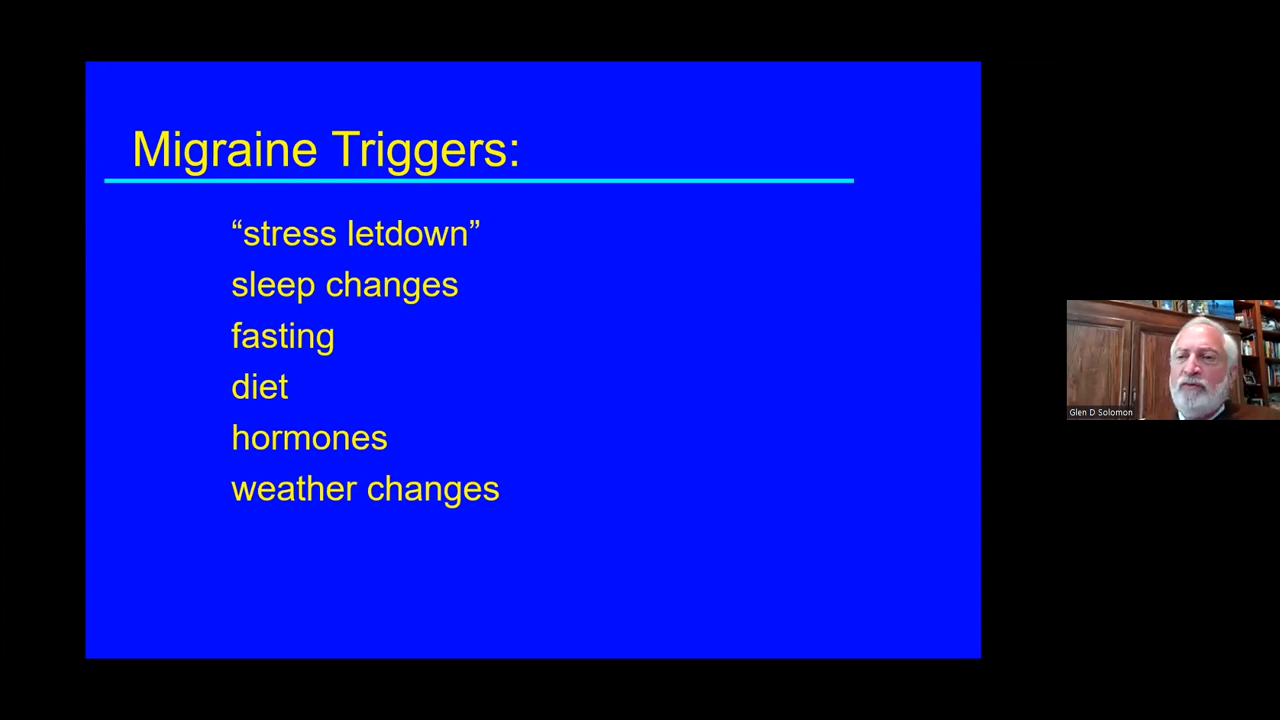 Migraine Triggers:
“stress letdown”
sleep changes
fasting
diet
hormones
weather changes
Glen D Solomon